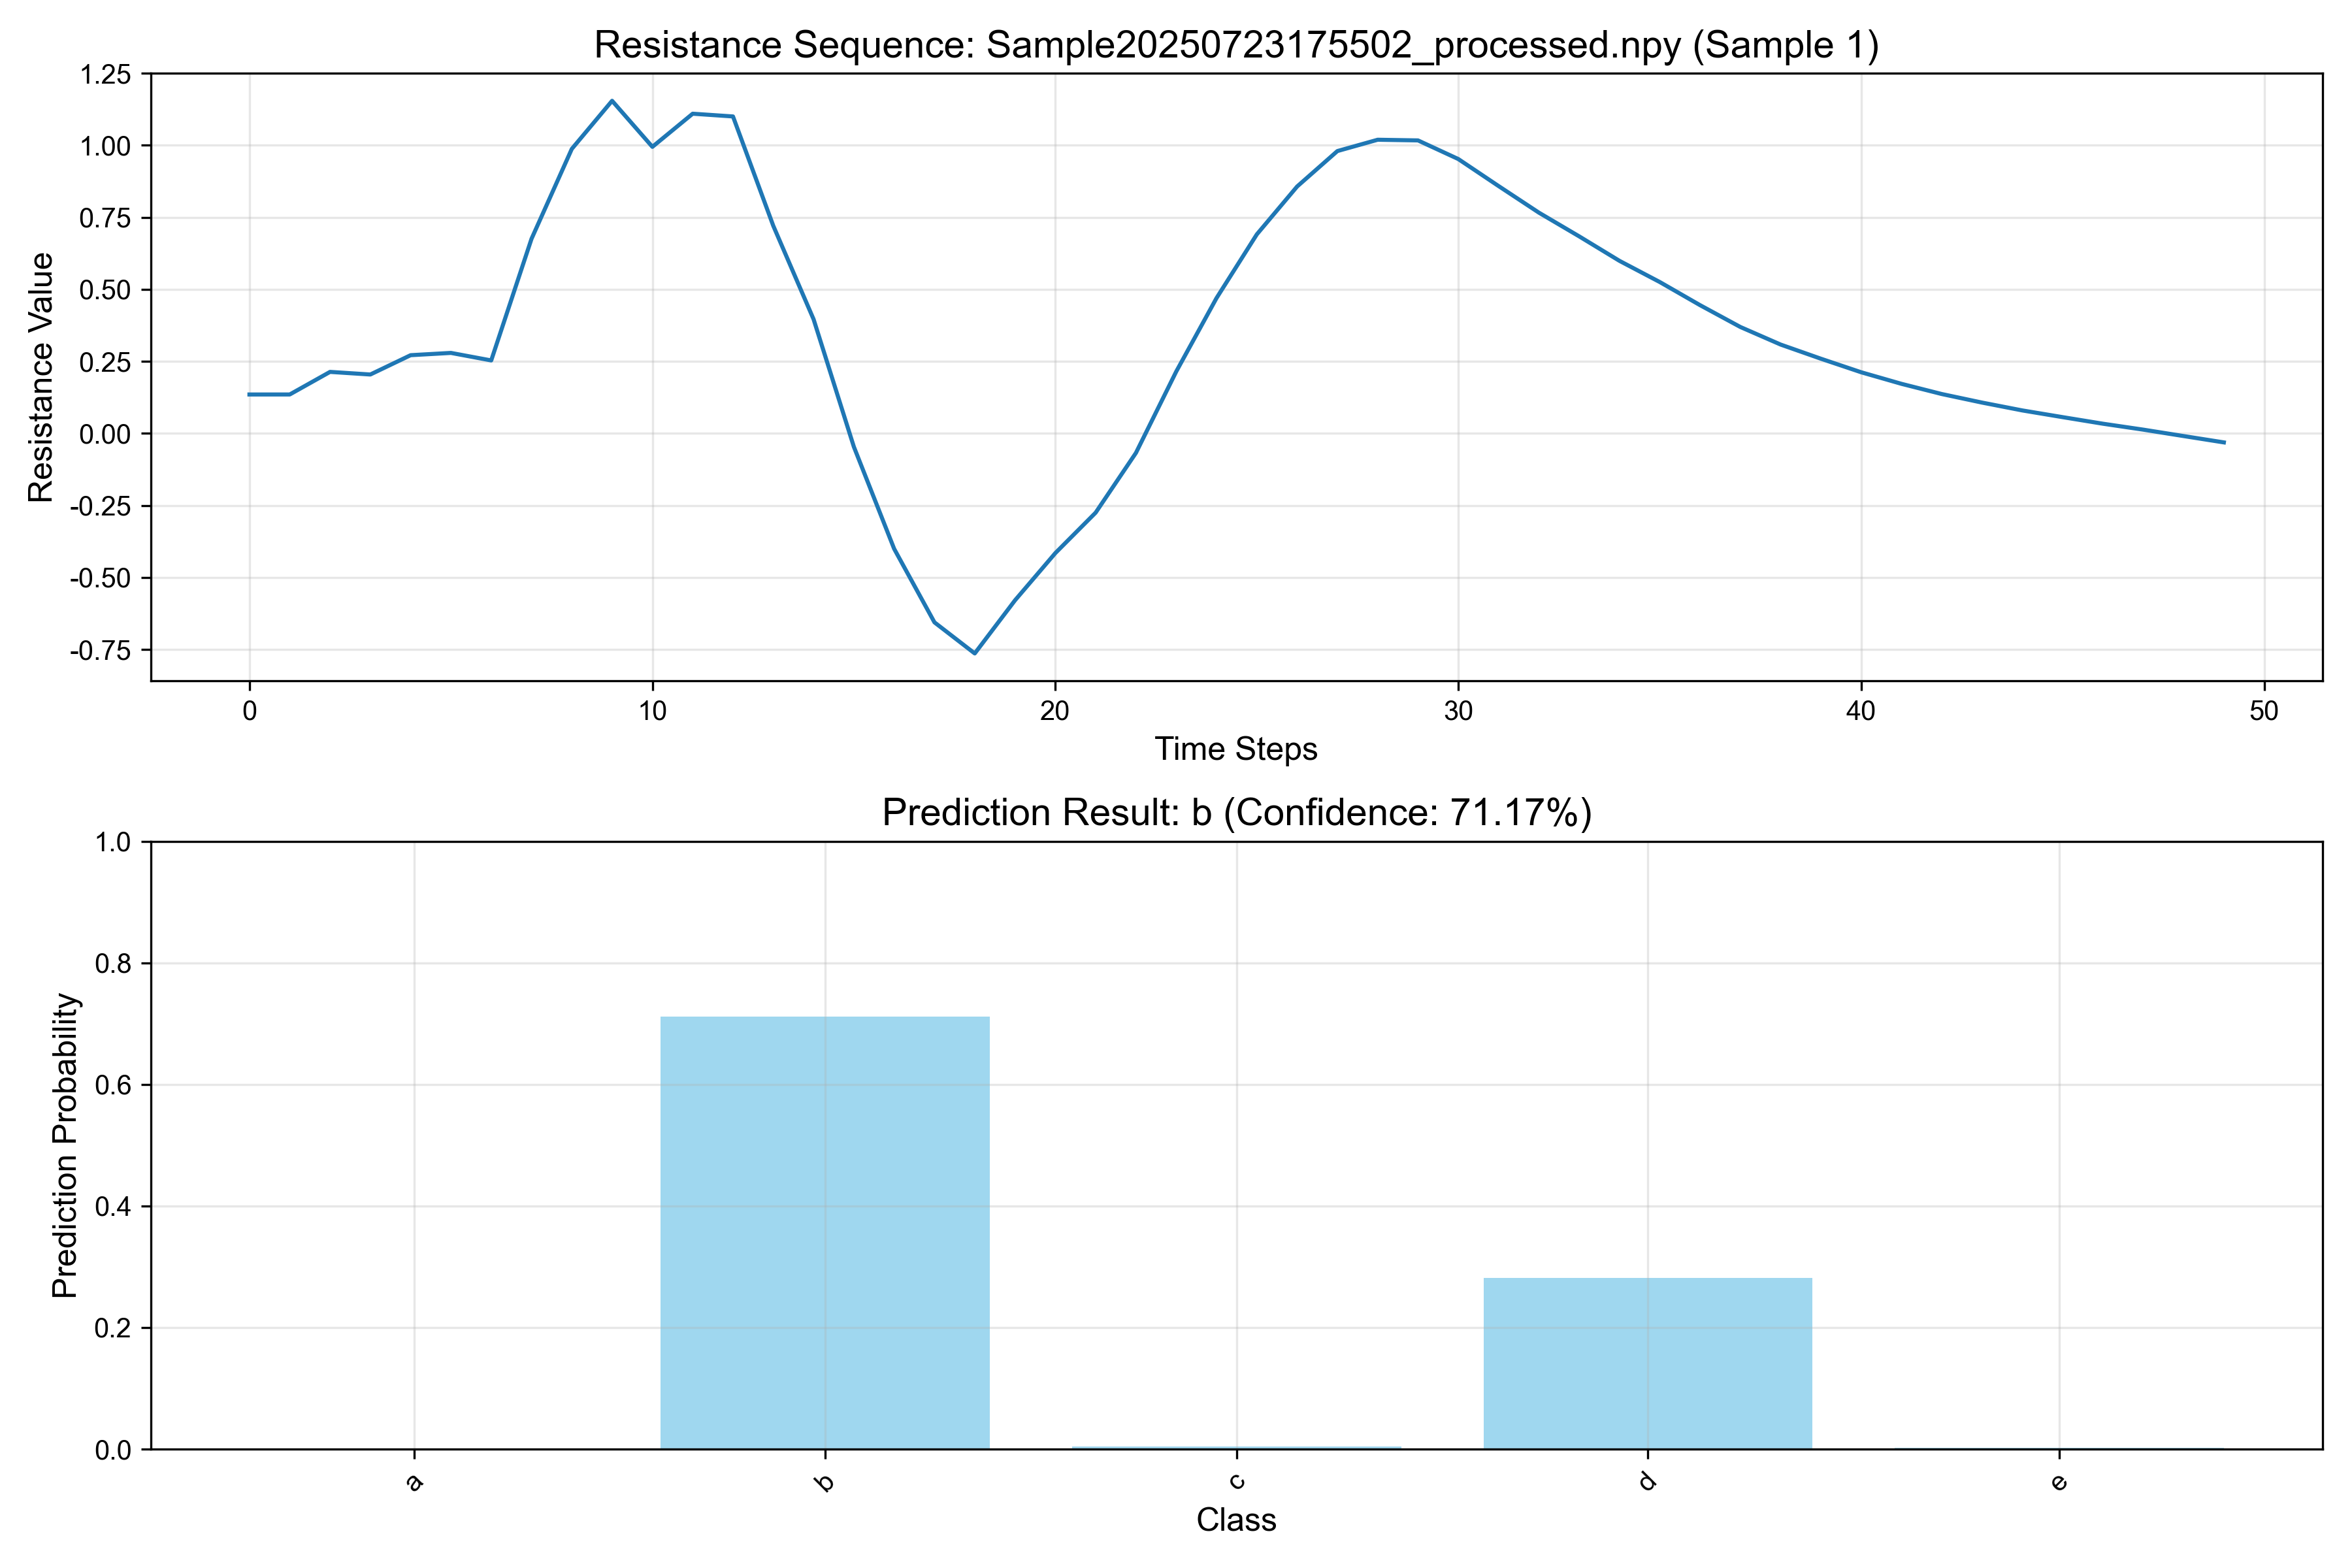 Resistance Sequence: Sample20250723175502_processed.npy (Sample 1)
Resistance Value
1.25
1.00
0.75
0.50
0.25
0.00
-0.25
-0.50
-0.75
0 10 20 30 40 50
Time Steps
Prediction Result: b (Confidence: 71.17%)
Prediction Probability
1.0
0.8
0.6
0.4
0.2
0.0
a b c d e
Class